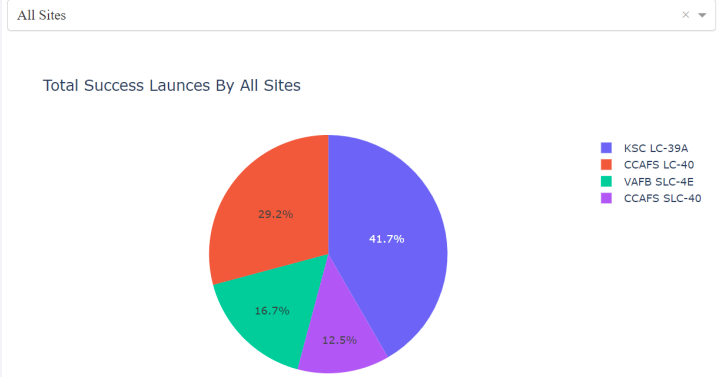 All Sites × 
Total Success Launces By All Sites
KSC LC-39A
CCAFS LC-40
VAFB SLC-4E
CCAFS SLC-40
29.2%
41.7%
16.7%
12.5%